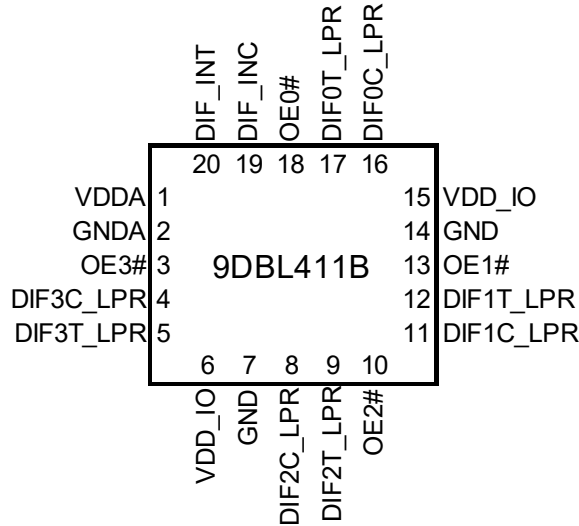 DIF_INT
DIF_INC
OE0#
DIF0T_LPR
DIF0C_LPR
20 19 18 17 16
VDDA 1
15 VDD_IO
GNDA 2
14 GND
OE3# 3
9DBL411B
13 OE1#
DIF3C_LPR 4
12 DIF1T_LPR
DIF3T_LPR 5
11 DIF1C_LPR
6 7 8 9 10
VDD_IO
GND
DIF2C_LPR
DIF2T_LPR
OE2#